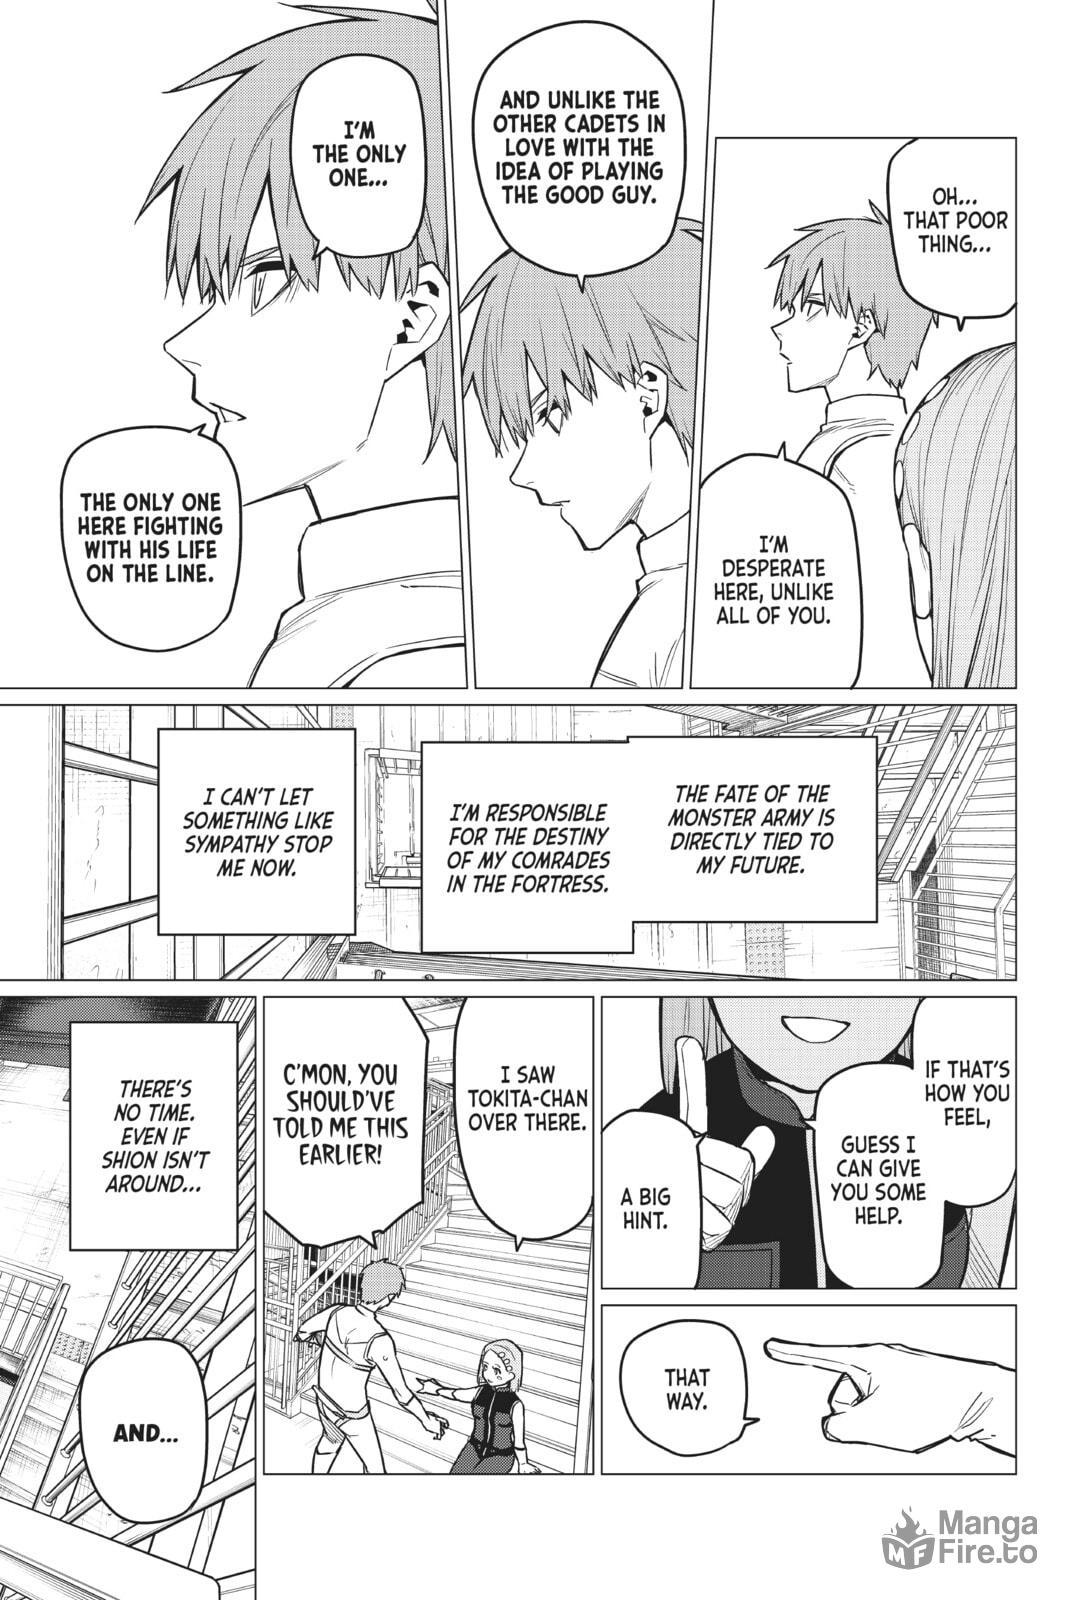 OH...
THAT POOR
THING...
I'M
DESPERATE
HERE, UNLIKE
ALL OF YOU.
AND UNLIKE THE
OTHER CADETS IN
LOVE WITH THE
IDEA OF PLAYING
THE GOOD GUY.
I'M
THE ONLY
ONE...
THE ONLY ONE
HERE FIGHTING
WITH HIS LIFE
ON THE LINE.
THE FATE OF THE
MONSTER ARMY IS
DIRECTLY TIED TO
MY FUTURE.
I'M RESPONSIBLE
FOR THE DESTINY
OF MY COMRADES
IN THE FORTRESS.
I CAN'T LET
SOMETHING LIKE
SYMPATHY STOP
ME NOW.
IF THAT'S
HOW YOU
FEEL,
GUESS I
CAN GIVE
YOU SOME
HELP.
A BIG
HINT.
THAT
WAY.
I SAW
TOKITA-CHAN
OVER THERE.
C'MON, YOU
SHOULD'VE
TOLD ME THIS
EARLIER!
THERE'S
NO TIME.
EVEN IF
SHION ISN'T
AROUND...
AND...
MF
Manga
Fire.to